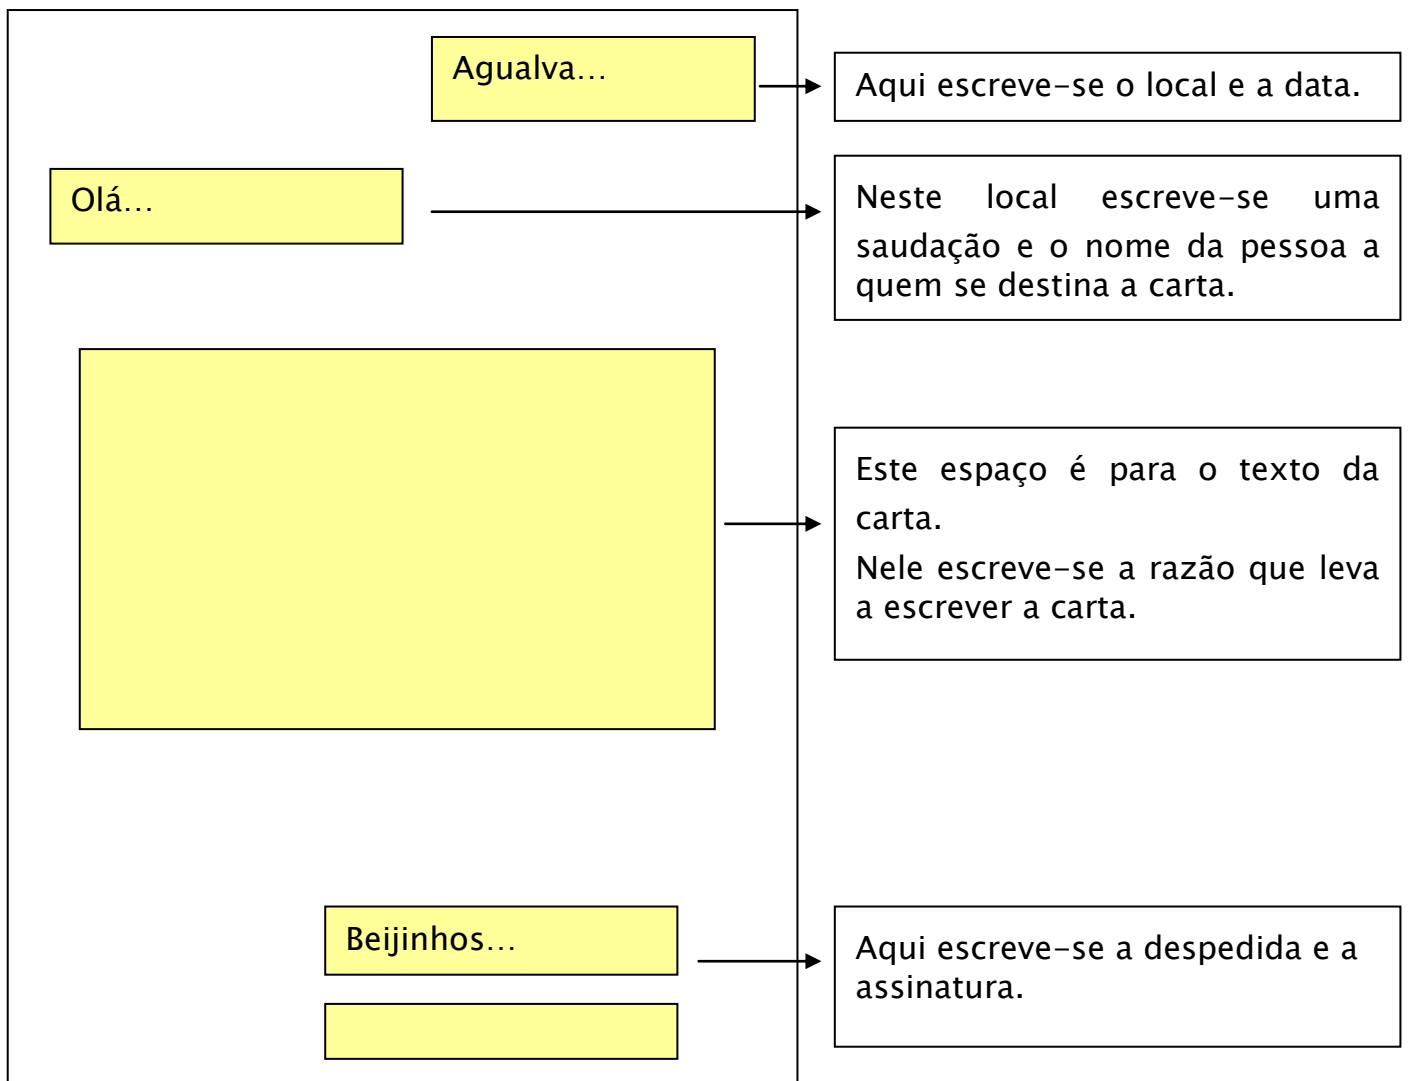 Agualva...
Aqui escreve-se o local e a data.
Olá...
Neste local escreve-se uma
saudação e o nome da pessoa a
quem se destina a carta.
Este espaço é para o texto da
carta.
Nele escreve-se a razão que leva
a escrever a carta.
Beijinhos...
Aqui escreve-se a despedida e a
assinatura.